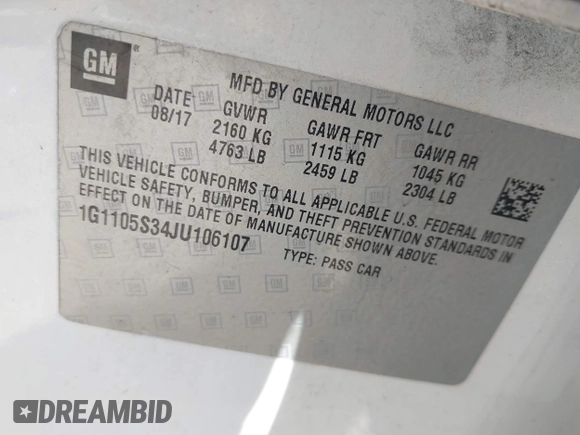 GM
MFD BY GENERAL MOTORS LLC
DATE GVWR GAWR FRT GAWR RR
08/17 2160 KG 1115 KG 1045 KG
4763 LB 2459 LB 2304 LB
THIS VEHICLE CONFORMS TO ALL APPLICABLE U.S. FEDERAL MOTOR
VEHICLE SAFETY, BUMPER, AND THEFT PREVENTION STANDARDS IN
EFFECT ON THE DATE OF MANUFACTURE SHOWN ABOVE.
1G1105S34JU106107
TYPE: PASS CAR
DREAMBID